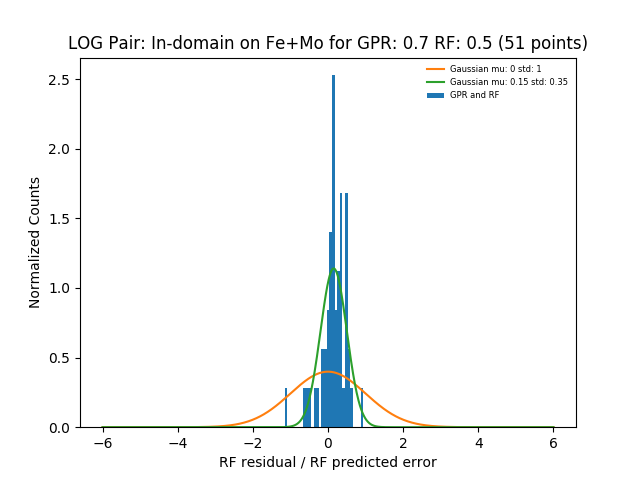 LOG Pair: In-domain on Fe+Mo for GPR: 0.7 RF: 0.5 (51 points)
Gaussian mu: 0 std: 1
Gaussian mu: 0.15 std: 0.35
GPR and RF
Normalized Counts
2.5
2.0
1.5
1.0
0.5
0.0
−6 −4 −2 0 2 4 6
RF residual / RF predicted error